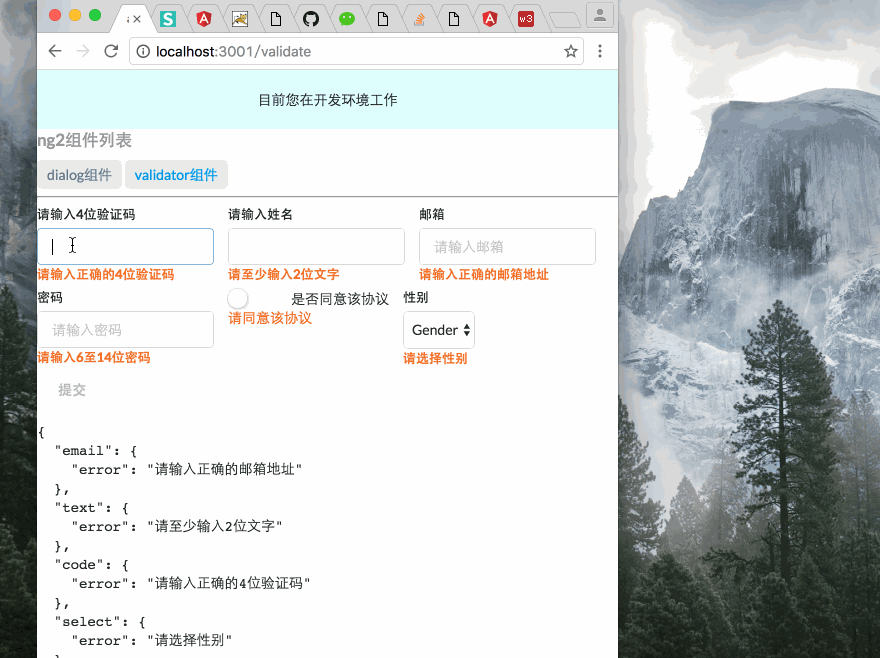 localhost:3001/validate
目前您在开发环境工作
ng2组件列表
dialog组件 validator组件
请输入4位验证码 请输入姓名 邮箱
请输入邮箱
请输入正确的4位验证码 请至少输入2位文字 请输入正确的邮箱地址
密码 是否同意该协议 性别
请输入密码 请同意该协议 Gender
请输入6至14位密码 请选择性别
提交
{
"email": {
"error": "请输入正确的邮箱地址"
},
"text": {
"error": "请至少输入2位文字"
},
"code": {
"error": "请输入正确的4位验证码"
},
"select": {
"error": "请选择性别"